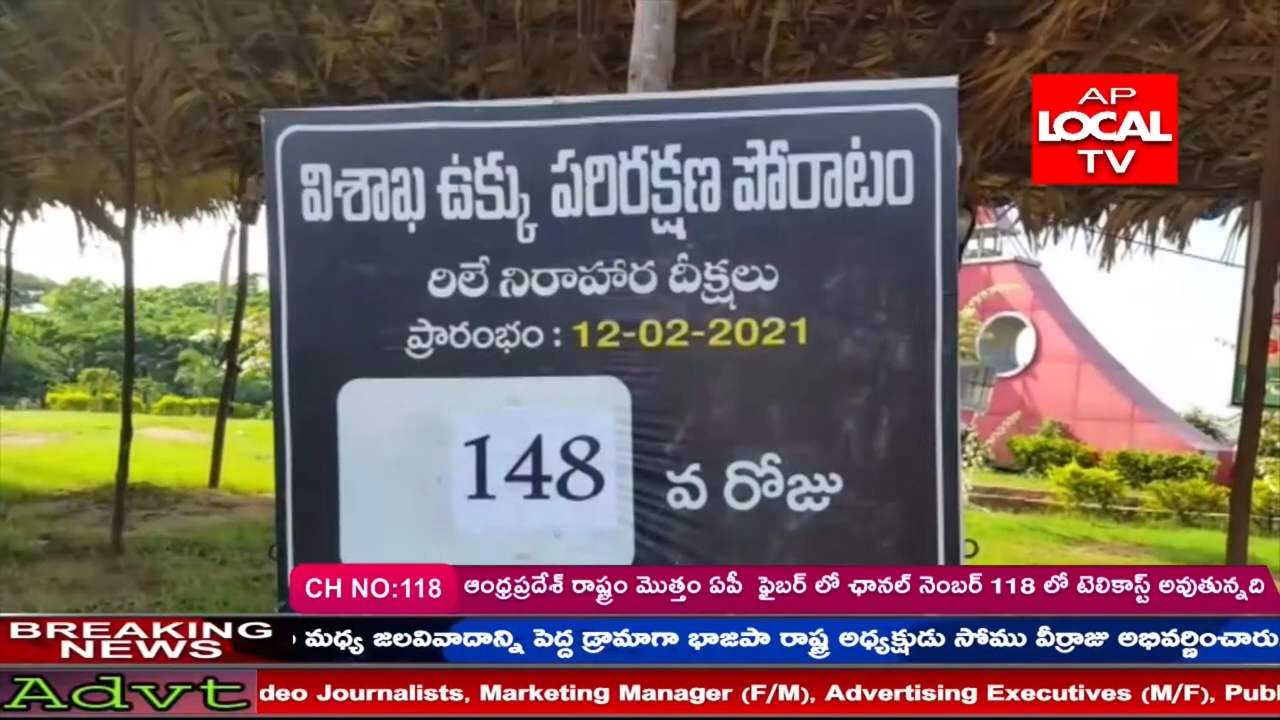 AP
LOCAL
TV
విశాఖ ఉక్కు పరిరక్షణ పోరాటం
రిలే నిరాహార దీక్షలు
ప్రారంభం : 12-02-2021
148 వ రోజు
CH NO:118 ఆంధ్రప్రదేశ్ రాష్ట్రం మొత్తం ఏపీ ఫైబర్ లో ఛానల్ నెంబర్ 118 లో టెలికాస్ట్ అవుతున్నది
BREAKING NEWS మధ్య జలవివాదాన్ని పెద్ద డ్రామాగా భాజపా రాష్ట్ర అధ్యక్షుడు సోము వీర్రాజు అభివర్ణించారు
Advt deo Journalists, Marketing Manager (F/M), Advertising Executives (M/F), Publ